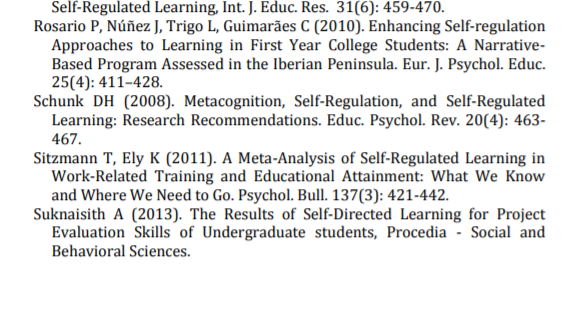 Self-Regulated Learning, Int. J. Educ. Res. 31(6): 459-470.
Rosario P, Núñez J, Trigo L, Guimarães C (2010). Enhancing Self-regulation
Approaches to Learning in First Year College Students: A Narrative-
Based Program Assessed in the Iberian Peninsula. Eur. J. Psychol. Educ.
25(4): 411–428.
Schunk DH (2008). Metacognition, Self-Regulation, and Self-Regulated
Learning: Research Recommendations. Educ. Psychol. Rev. 20(4): 463-
467.
Sitzmann T, Ely K (2011). A Meta-Analysis of Self-Regulated Learning in
Work-Related Training and Educational Attainment: What We Know
and Where We Need to Go. Psychol. Bull. 137(3): 421-442.
Suknaisith A (2013). The Results of Self-Directed Learning for Project
Evaluation Skills of Undergraduate students, Procedia - Social and
Behavioral Sciences.